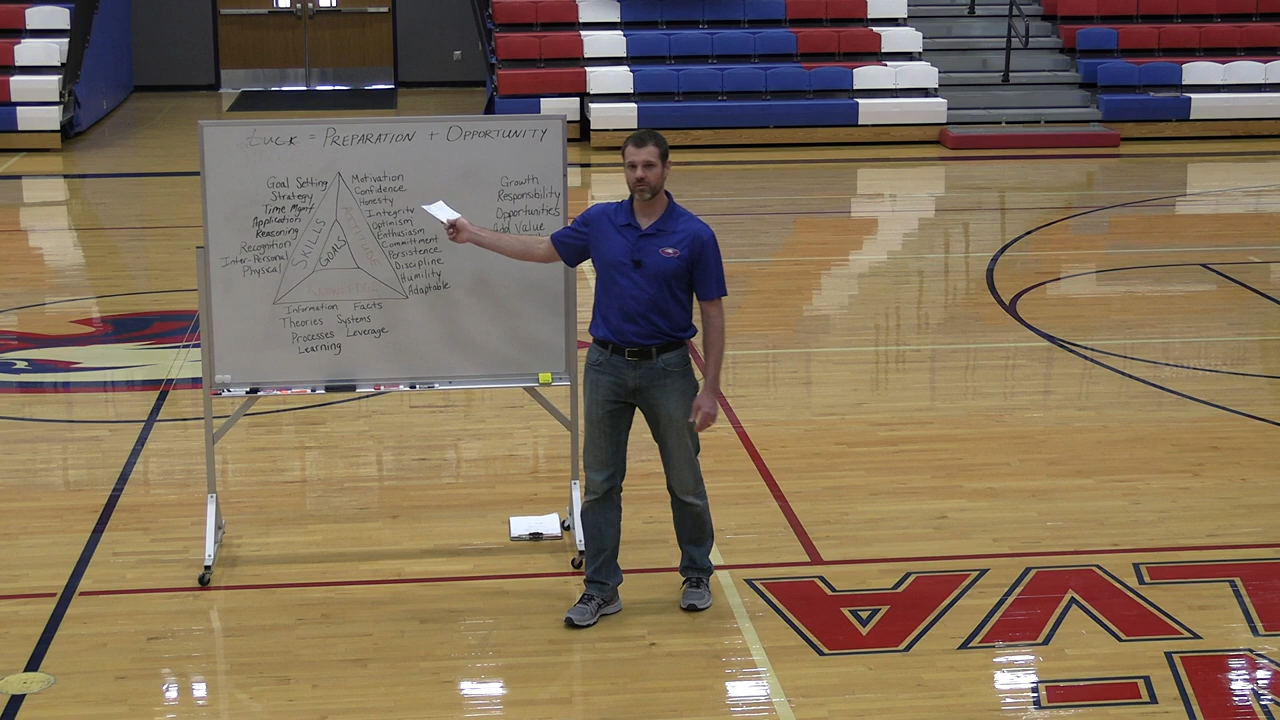 Luck = Preparation + Opportunity
Goal Setting
Strategy
Time Mgmt
Application
Reasoning
Recognition
Inter-Personal
Physical
SKILLS
GOALS
ATTITUDE
Motivation
Confidence
Honesty
Integrity
Optimism
Enthusiasm
Committment
Persistence
Discipline
Humility
Adaptable
Information Facts
Theories Systems
Processes Leverage
Learning
Growth
Responsibility
Opportunities
Add Value